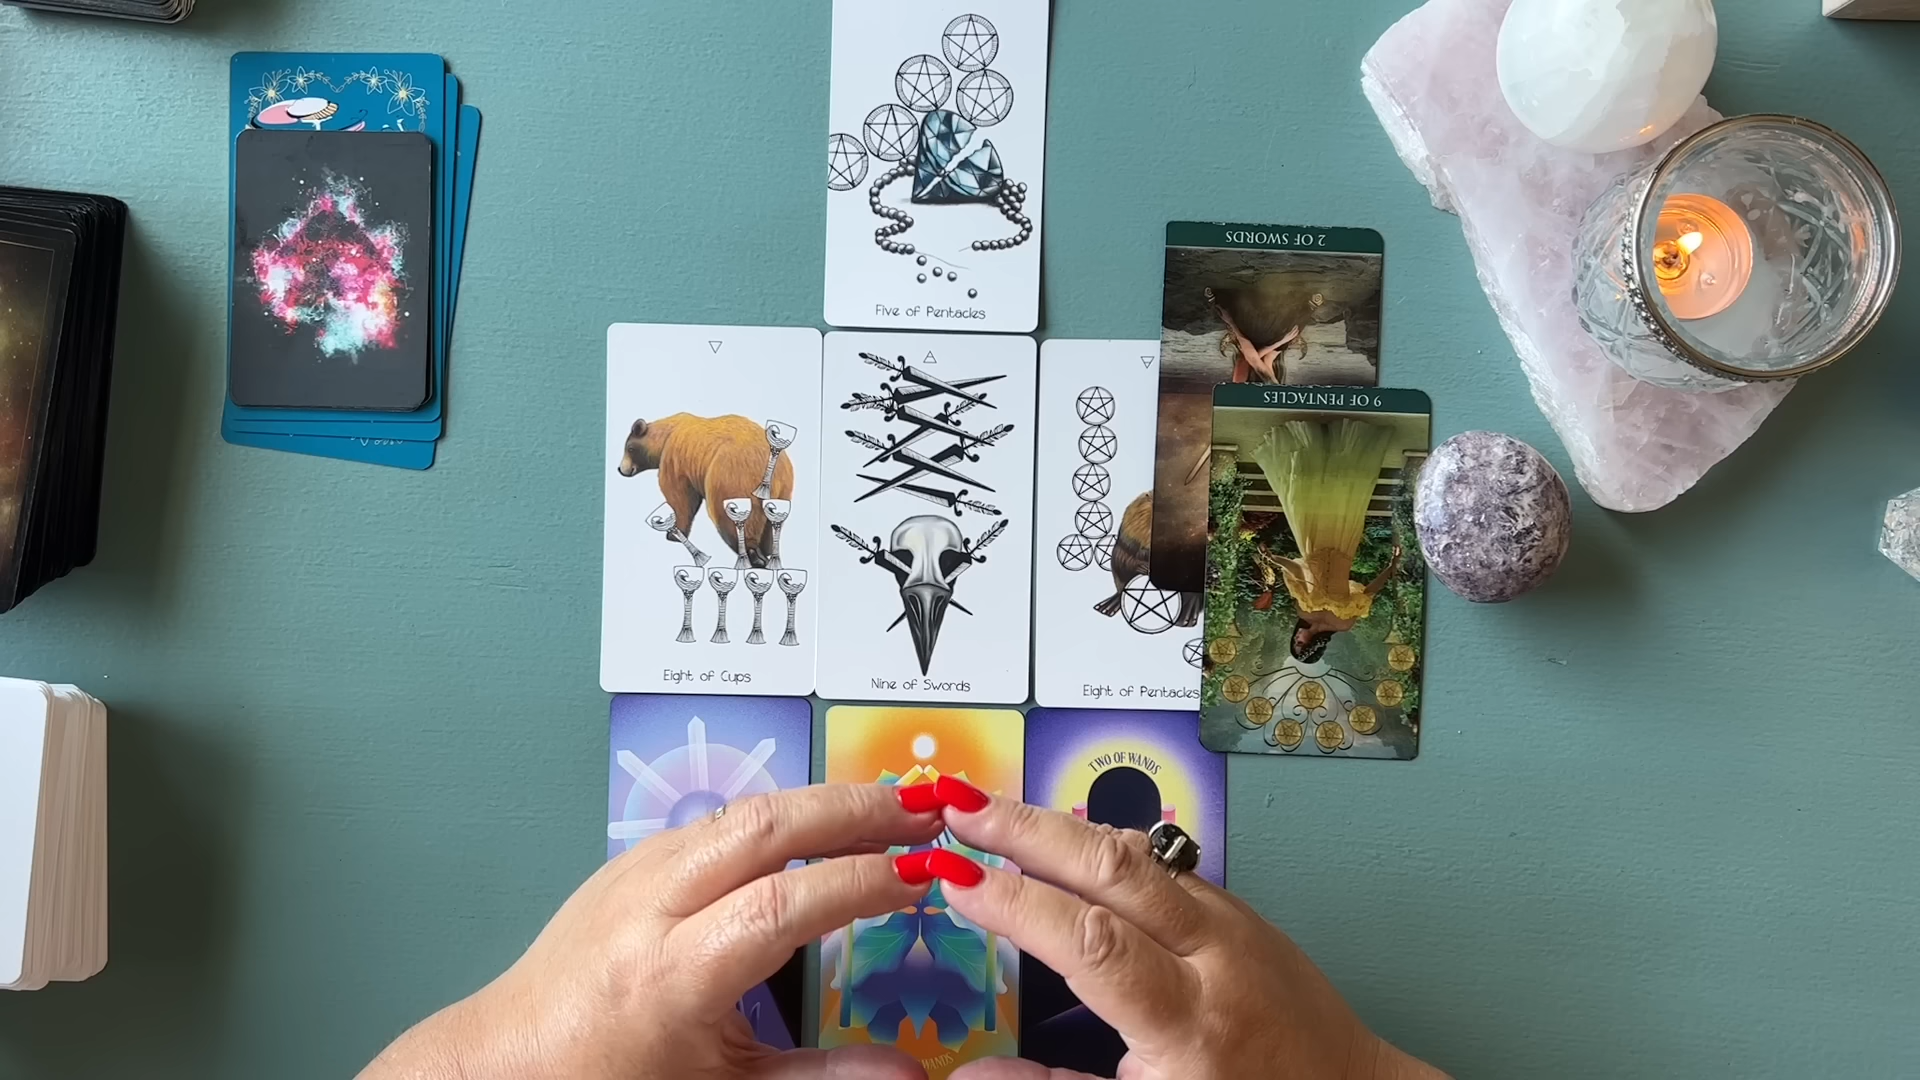 Five of Pentacles
2 OF SWORDS
9 OF PENTACLES
Eight of Cups
Nine of Swords
Eight of Pentacles
TWO OF WANDS
WANDS